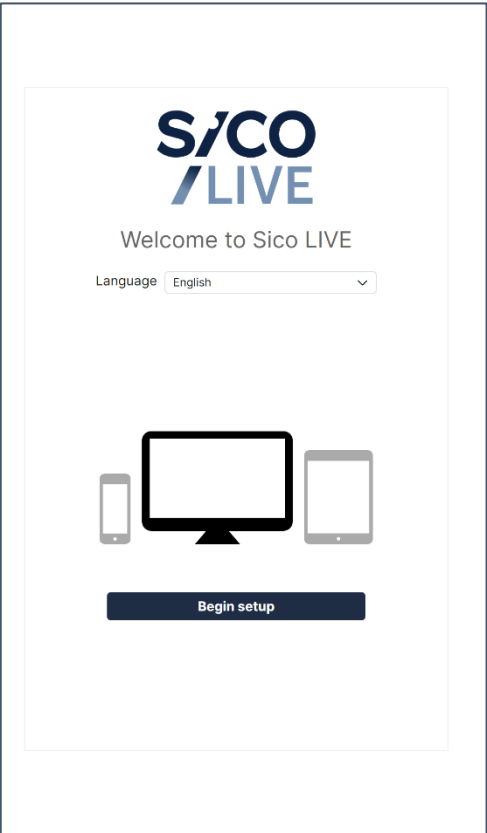 SiCO
LIVE
Welcome to Sico LIVE
Language English
Begin setup